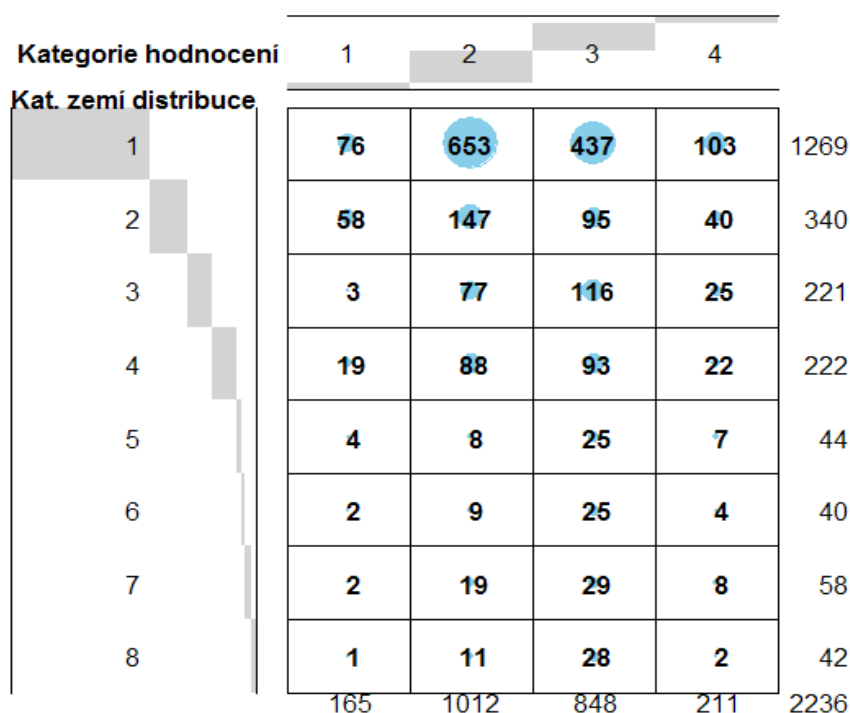 Kategorie hodnocení 1 2 3 4
Kat. zemí distribuce
1 76 653 437 103 1269
2 58 147 95 40 340
3 3 77 116 25 221
4 19 88 93 22 222
5 4 8 25 7 44
6 2 9 25 4 40
7 2 19 29 8 58
8 1 11 28 2 42
165 1012 848 211 2236